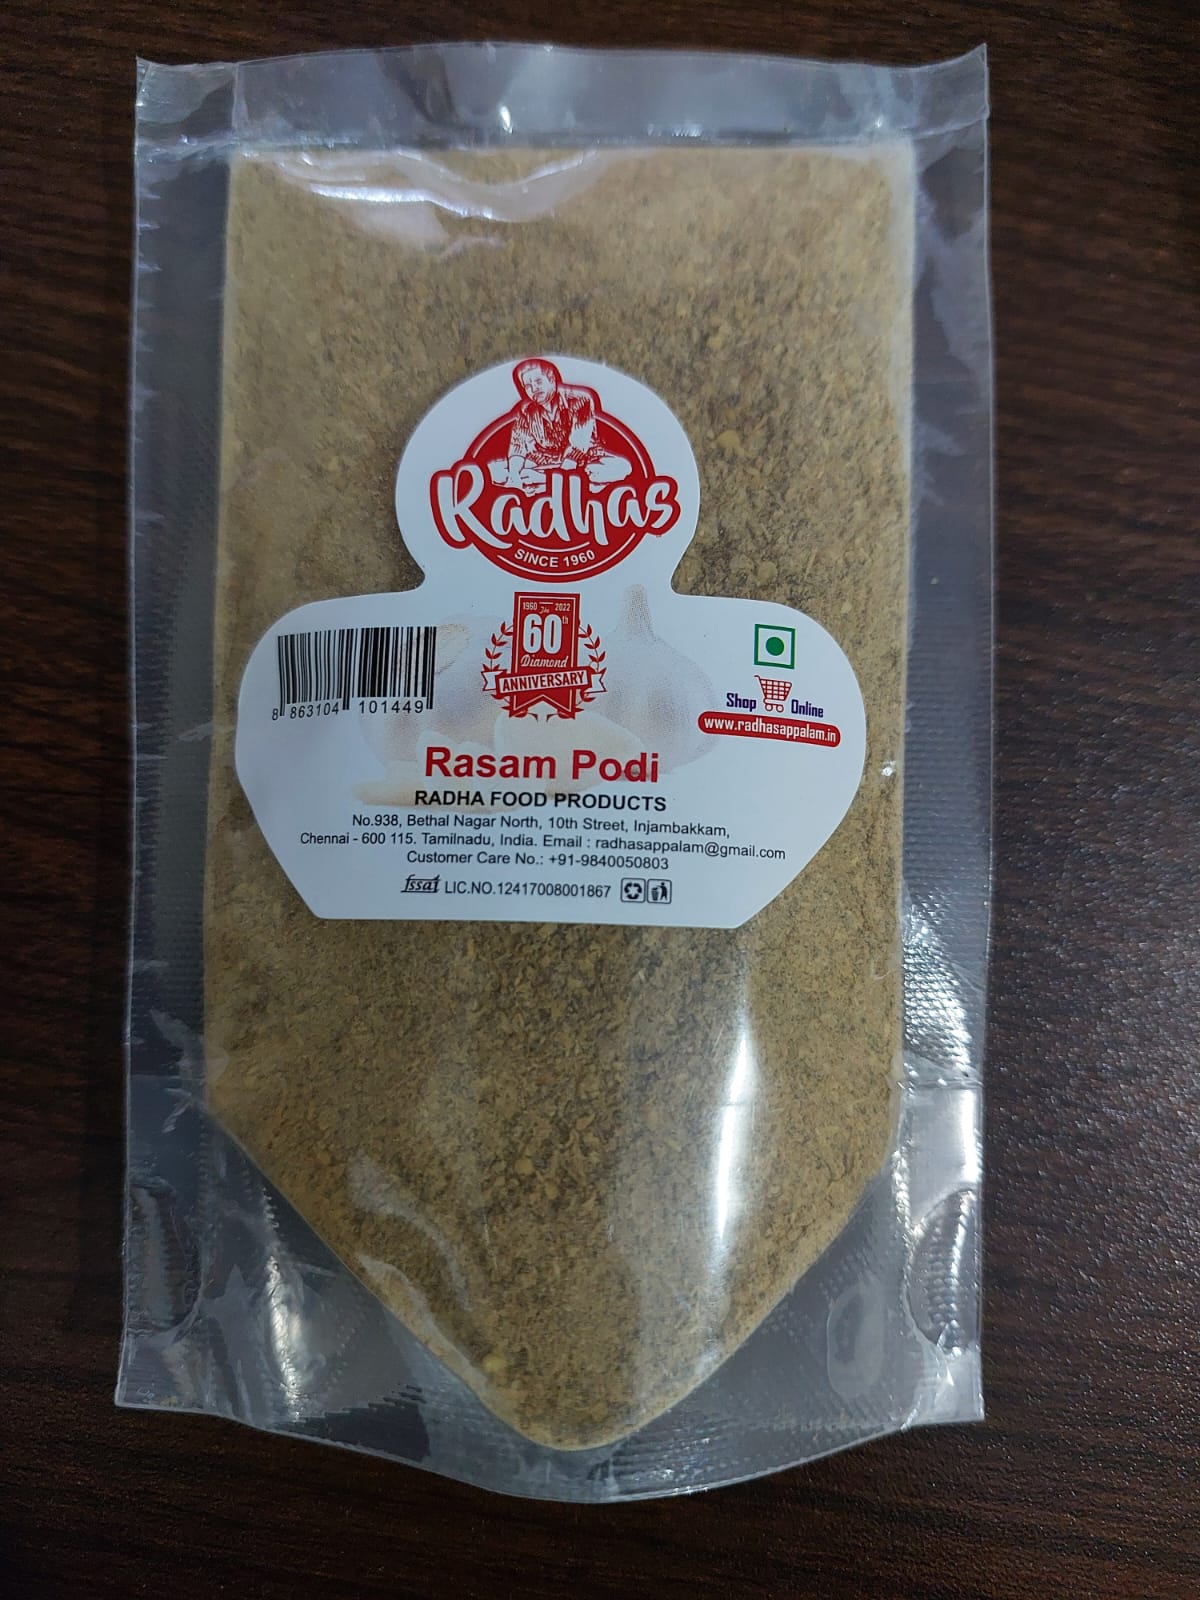 Radhas
SINCE 1960
1960 The 2022
60th
Diamond
ANNIVERSARY
8 863104 101449
Shop Online
www.radhasappalam.in
Rasam Podi
RADHA FOOD PRODUCTS
No.938, Bethal Nagar North, 10th Street, Injambakkam,
Chennai - 600 115. Tamilnadu, India. Email : radhasappalam@gmail.com
Customer Care No.: +91-9840050803
fssai LIC.NO.12417008001867